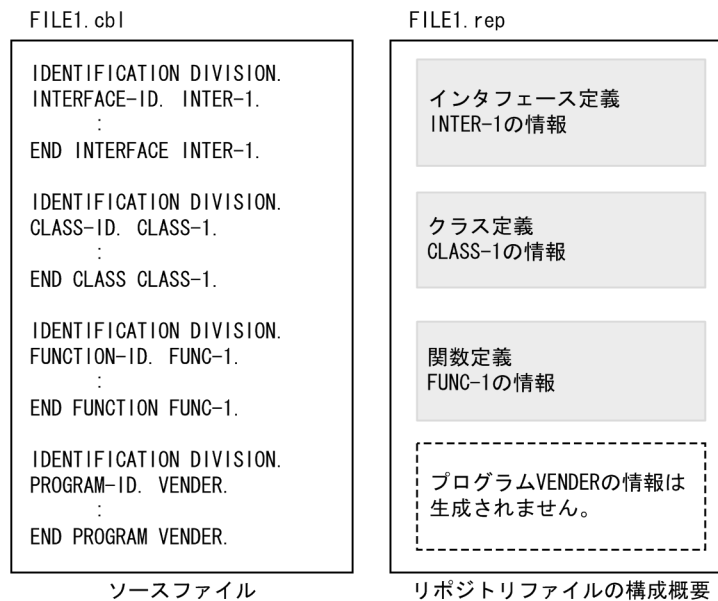 FILE1.cbl
IDENTIFICATION DIVISION.
INTERFACE-ID. INTER-1.
:
END INTERFACE INTER-1.
IDENTIFICATION DIVISION.
CLASS-ID. CLASS-1.
:
END CLASS CLASS-1.
IDENTIFICATION DIVISION.
FUNCTION-ID. FUNC-1.
:
END FUNCTION FUNC-1.
IDENTIFICATION DIVISION.
PROGRAM-ID. VENDER.
:
END PROGRAM VENDER.
ソースファイル
FILE1.rep
インタフェース定義
INTER-1の情報
クラス定義
CLASS-1の情報
関数定義
FUNC-1の情報
プログラムVENDERの情報は
生成されません。
リポジトリファイルの構成概要